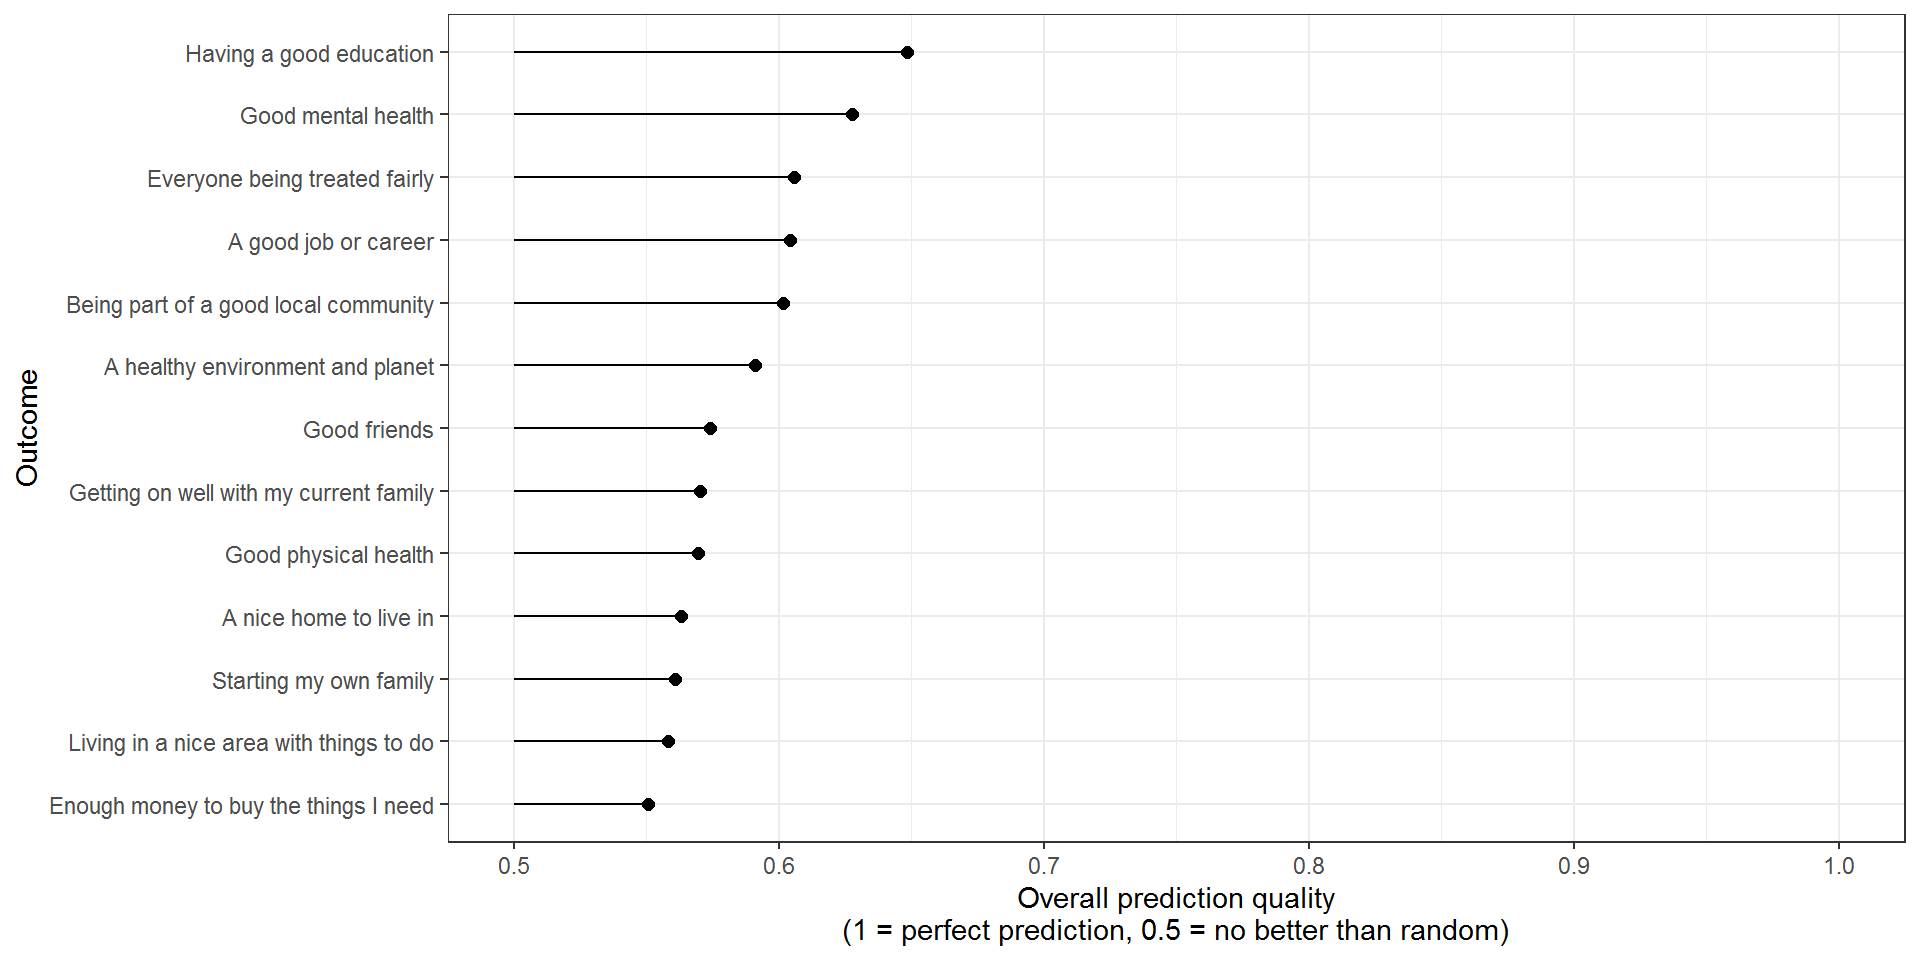 Having a good education
Good mental health
Everyone being treated fairly
A good job or career
Being part of a good local community
A healthy environment and planet
Good friends
Getting on well with my current family
Good physical health
A nice home to live in
Starting my own family
Living in a nice area with things to do
Enough money to buy the things I need
Outcome
0.5 0.6 0.7 0.8 0.9 1.0
Overall prediction quality
(1 = perfect prediction, 0.5 = no better than random)